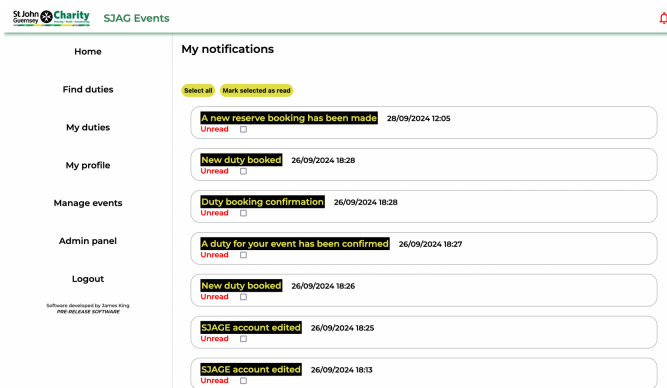 St John Charity
Guernsey
SJAG Events
Home
Find duties
My duties
My profile
Manage events
Admin panel
Logout
Software developed by James King
PRE-RELEASE SOFTWARE
My notifications
Select all Mark selected as read
A new reserve booking has been made 28/09/2024 12:05
Unread
New duty booked 26/09/2024 18:28
Unread
Duty booking confirmation 26/09/2024 18:28
Unread
A duty for your event has been confirmed 26/09/2024 18:27
Unread
New duty booked 26/09/2024 18:26
Unread
SJAGE account edited 26/09/2024 18:25
Unread
SJAGE account edited 26/09/2024 18:13
Unread